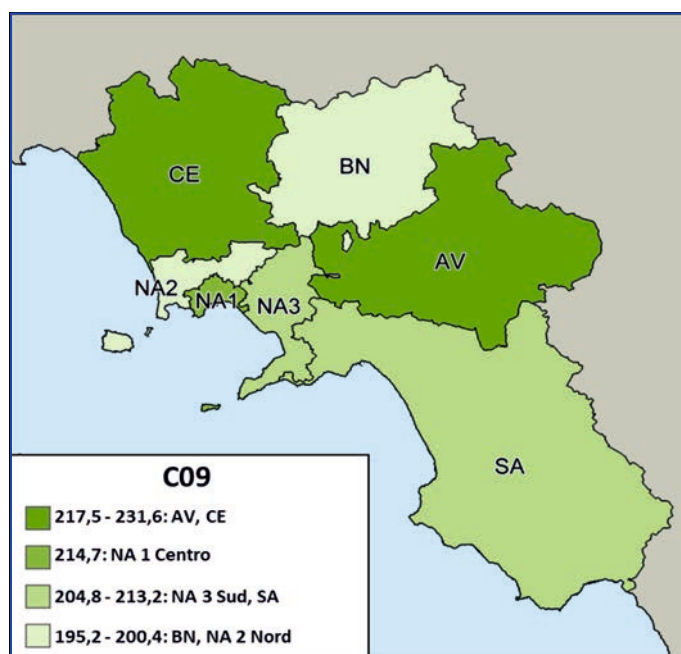 CE
BN
AV
NA2
NA1
NA3
SA
C09
217,5 - 231,6: AV, CE
214,7: NA 1 Centro
204,8 - 213,2: NA 3 Sud, SA
195,2 - 200,4: BN, NA 2 Nord